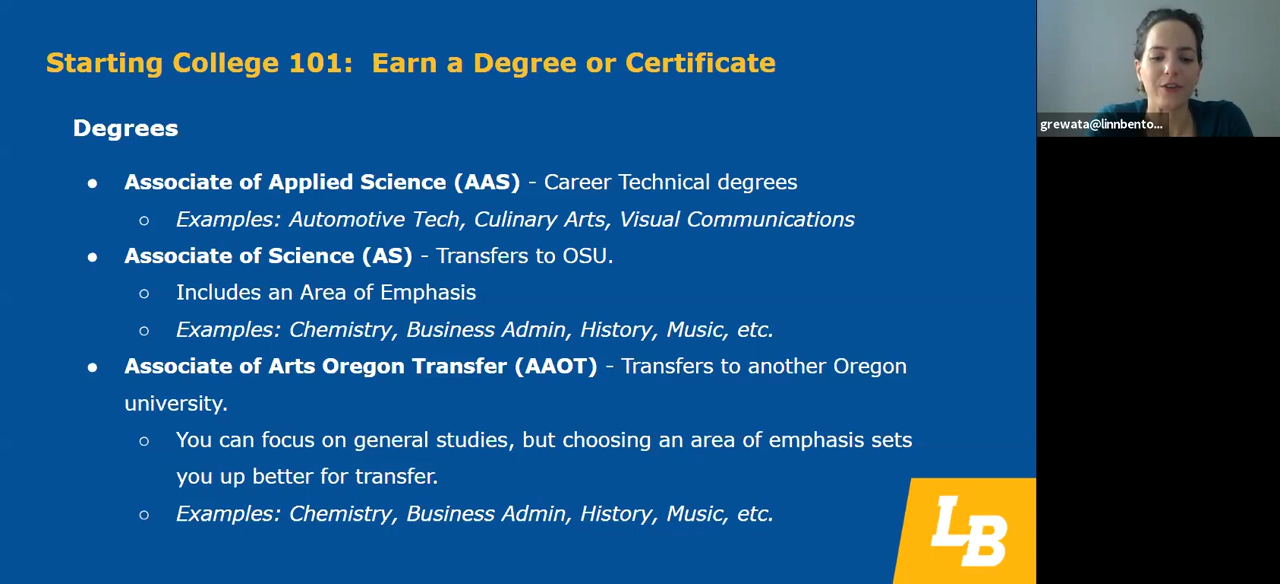 Starting College 101: Earn a Degree or Certificate
grewata@linnbento...
Degrees
● Associate of Applied Science (AAS) - Career Technical degrees
○ Examples: Automotive Tech, Culinary Arts, Visual Communications
● Associate of Science (AS) - Transfers to OSU.
○ Includes an Area of Emphasis
○ Examples: Chemistry, Business Admin, History, Music, etc.
● Associate of Arts Oregon Transfer (AAOT) - Transfers to another Oregon
university.
○ You can focus on general studies, but choosing an area of emphasis sets
you up better for transfer.
○ Examples: Chemistry, Business Admin, History, Music, etc.
LB